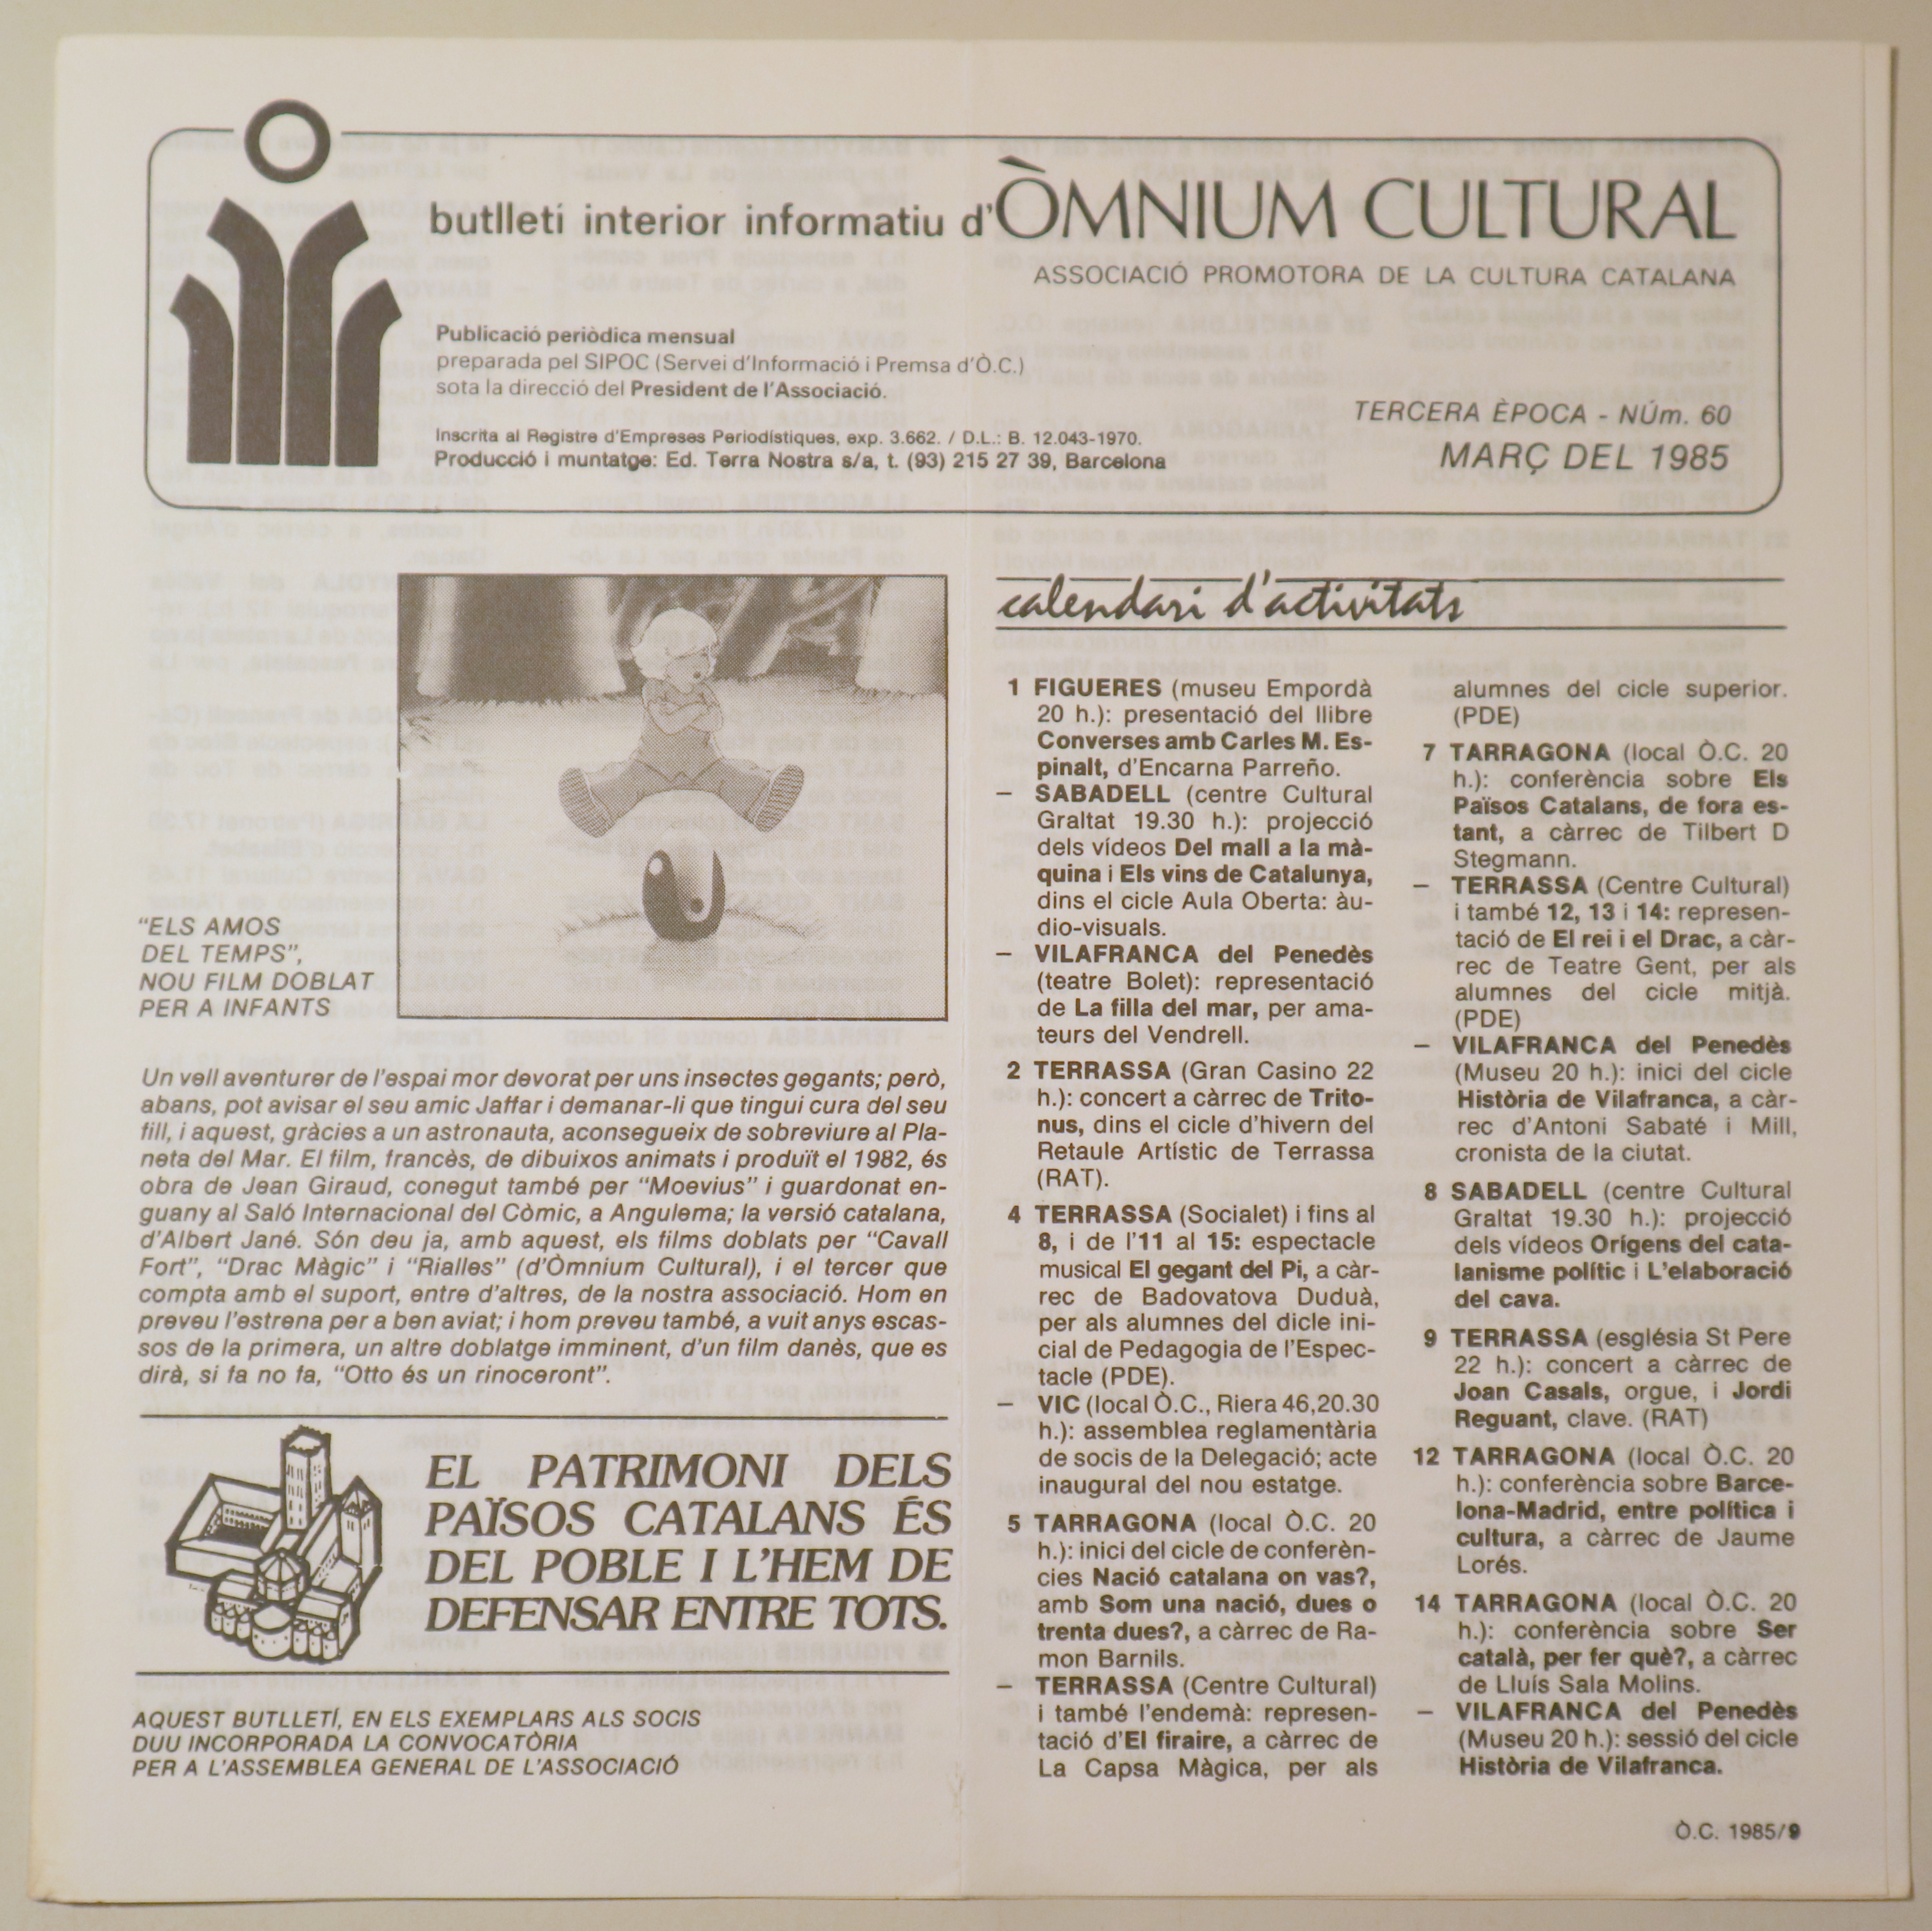 butlletí interior informatiu d'ÒMNIUM CULTURAL
ASSOCIACIÓ PROMOTORA DE LA CULTURA CATALANA
Publicació periòdica mensual
preparada pel SIPOC (Servei d'Informació i Premsa d'Ò.C.)
sota la direcció del President de l'Associació.
Inscrita al Registre d'Empreses Periodístiques, exp. 3.662. / D.L.: B. 12.043-1970.
Producció i muntatge: Ed. Terra Nostra s/a, t. (93) 215 27 39, Barcelona
TERCERA ÈPOCA - NÚm. 60
MARÇ DEL 1985
"ELS AMOS
DEL TEMPS",
NOU FILM DOBLAT
PER A INFANTS
Un vell aventurer de l'espai mor devorat per uns insectes gegants; però,
abans, pot avisar el seu amic Jaffar i demanar-li que tingui cura del seu
fill, i aquest, gràcies a un astronauta, aconsegueix de sobreviure al Pla-
neta del Mar. El film, francès, de dibuixos animats i produït el 1982, és
obra de Jean Giraud, conegut també per "Moevius" i guardonat en-
guany al Saló Internacional del Còmic, a Angulema; la versió catalana,
d'Albert Jané. Són deu ja, amb aquest, els films doblats per "Cavall
Fort", "Drac Màgic" i "Rialles" (d'Òmnium Cultural), i el tercer que
compta amb el suport, entre d'altres, de la nostra associació. Hom en
preveu l'estrena per a ben aviat; i hom preveu també, a vuit anys escas-
sos de la primera, un altre doblatge imminent, d'un film danès, que es
dirà, si fa no fa, "Otto és un rinoceront".
EL PATRIMONI DELS
PAÏSOS CATALANS ÉS
DEL POBLE I L'HEM DE
DEFENSAR ENTRE TOTS.
AQUEST BUTLLETÍ, EN ELS EXEMPLARS ALS SOCIS
DUU INCORPORADA LA CONVOCATÒRIA
PER A L'ASSEMBLEA GENERAL DE L'ASSOCIACIÓ
calendari d'activitats
1 FIGUERES (museu Empordà
20 h.): presentació del llibre
Converses amb Carles M. Es-
pinalt, d'Encarna Parreño.
– SABADELL (centre Cultural
Graltat 19.30 h.): projecció
dels vídeos Del mall a la mà-
quina i Els vins de Catalunya,
dins el cicle Aula Oberta: àu-
dio-visuals.
– VILAFRANCA del Penedès
(teatre Bolet): representació
de La filla del mar, per ama-
teurs del Vendrell.
2 TERRASSA (Gran Casino 22
h.): concert a càrrec de Trito-
nus, dins el cicle d'hivern del
Retaule Artístic de Terrassa
(RAT).
4 TERRASSA (Socialet) i fins al
8, i de l'11 al 15: espectacle
musical El gegant del Pi, a càr-
rec de Badovatova Duduà,
per als alumnes del dicle ini-
cial de Pedagogia de l'Espec-
tacle (PDE).
– VIC (local Ò.C., Riera 46,20.30
h.): assemblea reglamentària
de socis de la Delegació; acte
inaugural del nou estatge.
5 TARRAGONA (local Ò.C. 20
h.): inici del cicle de conferèn-
cies Nació catalana on vas?,
amb Som una nació, dues o
trenta dues?, a càrrec de Ra-
mon Barnils.
– TERRASSA (Centre Cultural)
i també l'endemà: represen-
tació d'El firaire, a càrrec de
La Capsa Màgica, per als
alumnes del cicle superior.
(PDE)
7 TARRAGONA (local Ò.C. 20
h.): conferència sobre Els
Països Catalans, de fora es-
tant, a càrrec de Tilbert D
Stegmann.
– TERRASSA (Centre Cultural)
i també 12, 13 i 14: represen-
tació de El rei i el Drac, a càr-
rec de Teatre Gent, per als
alumnes del cicle mitjà.
(PDE)
– VILAFRANCA del Penedès
(Museu 20 h.): inici del cicle
Història de Vilafranca, a càr-
rec d'Antoni Sabaté i Mill,
cronista de la ciutat.
8 SABADELL (centre Cultural
Graltat 19.30 h.): projecció
dels vídeos Orígens del cata-
lanisme polític i L'elaboració
del cava.
9 TERRASSA (església St Pere
22 h.): concert a càrrec de
Joan Casals, orgue, i Jordi
Reguant, clave. (RAT)
12 TARRAGONA (local Ò.C. 20
h.): conferència sobre Barce-
lona-Madrid, entre política i
cultura, a càrrec de Jaume
Lorés.
14 TARRAGONA (local Ò.C. 20
h.): conferència sobre Ser
català, per fer què?, a càrrec
de Lluís Sala Molins.
– VILAFRANCA del Penedès
(Museu 20 h.): sessió del cicle
Història de Vilafranca.
Ò.C. 1985/9